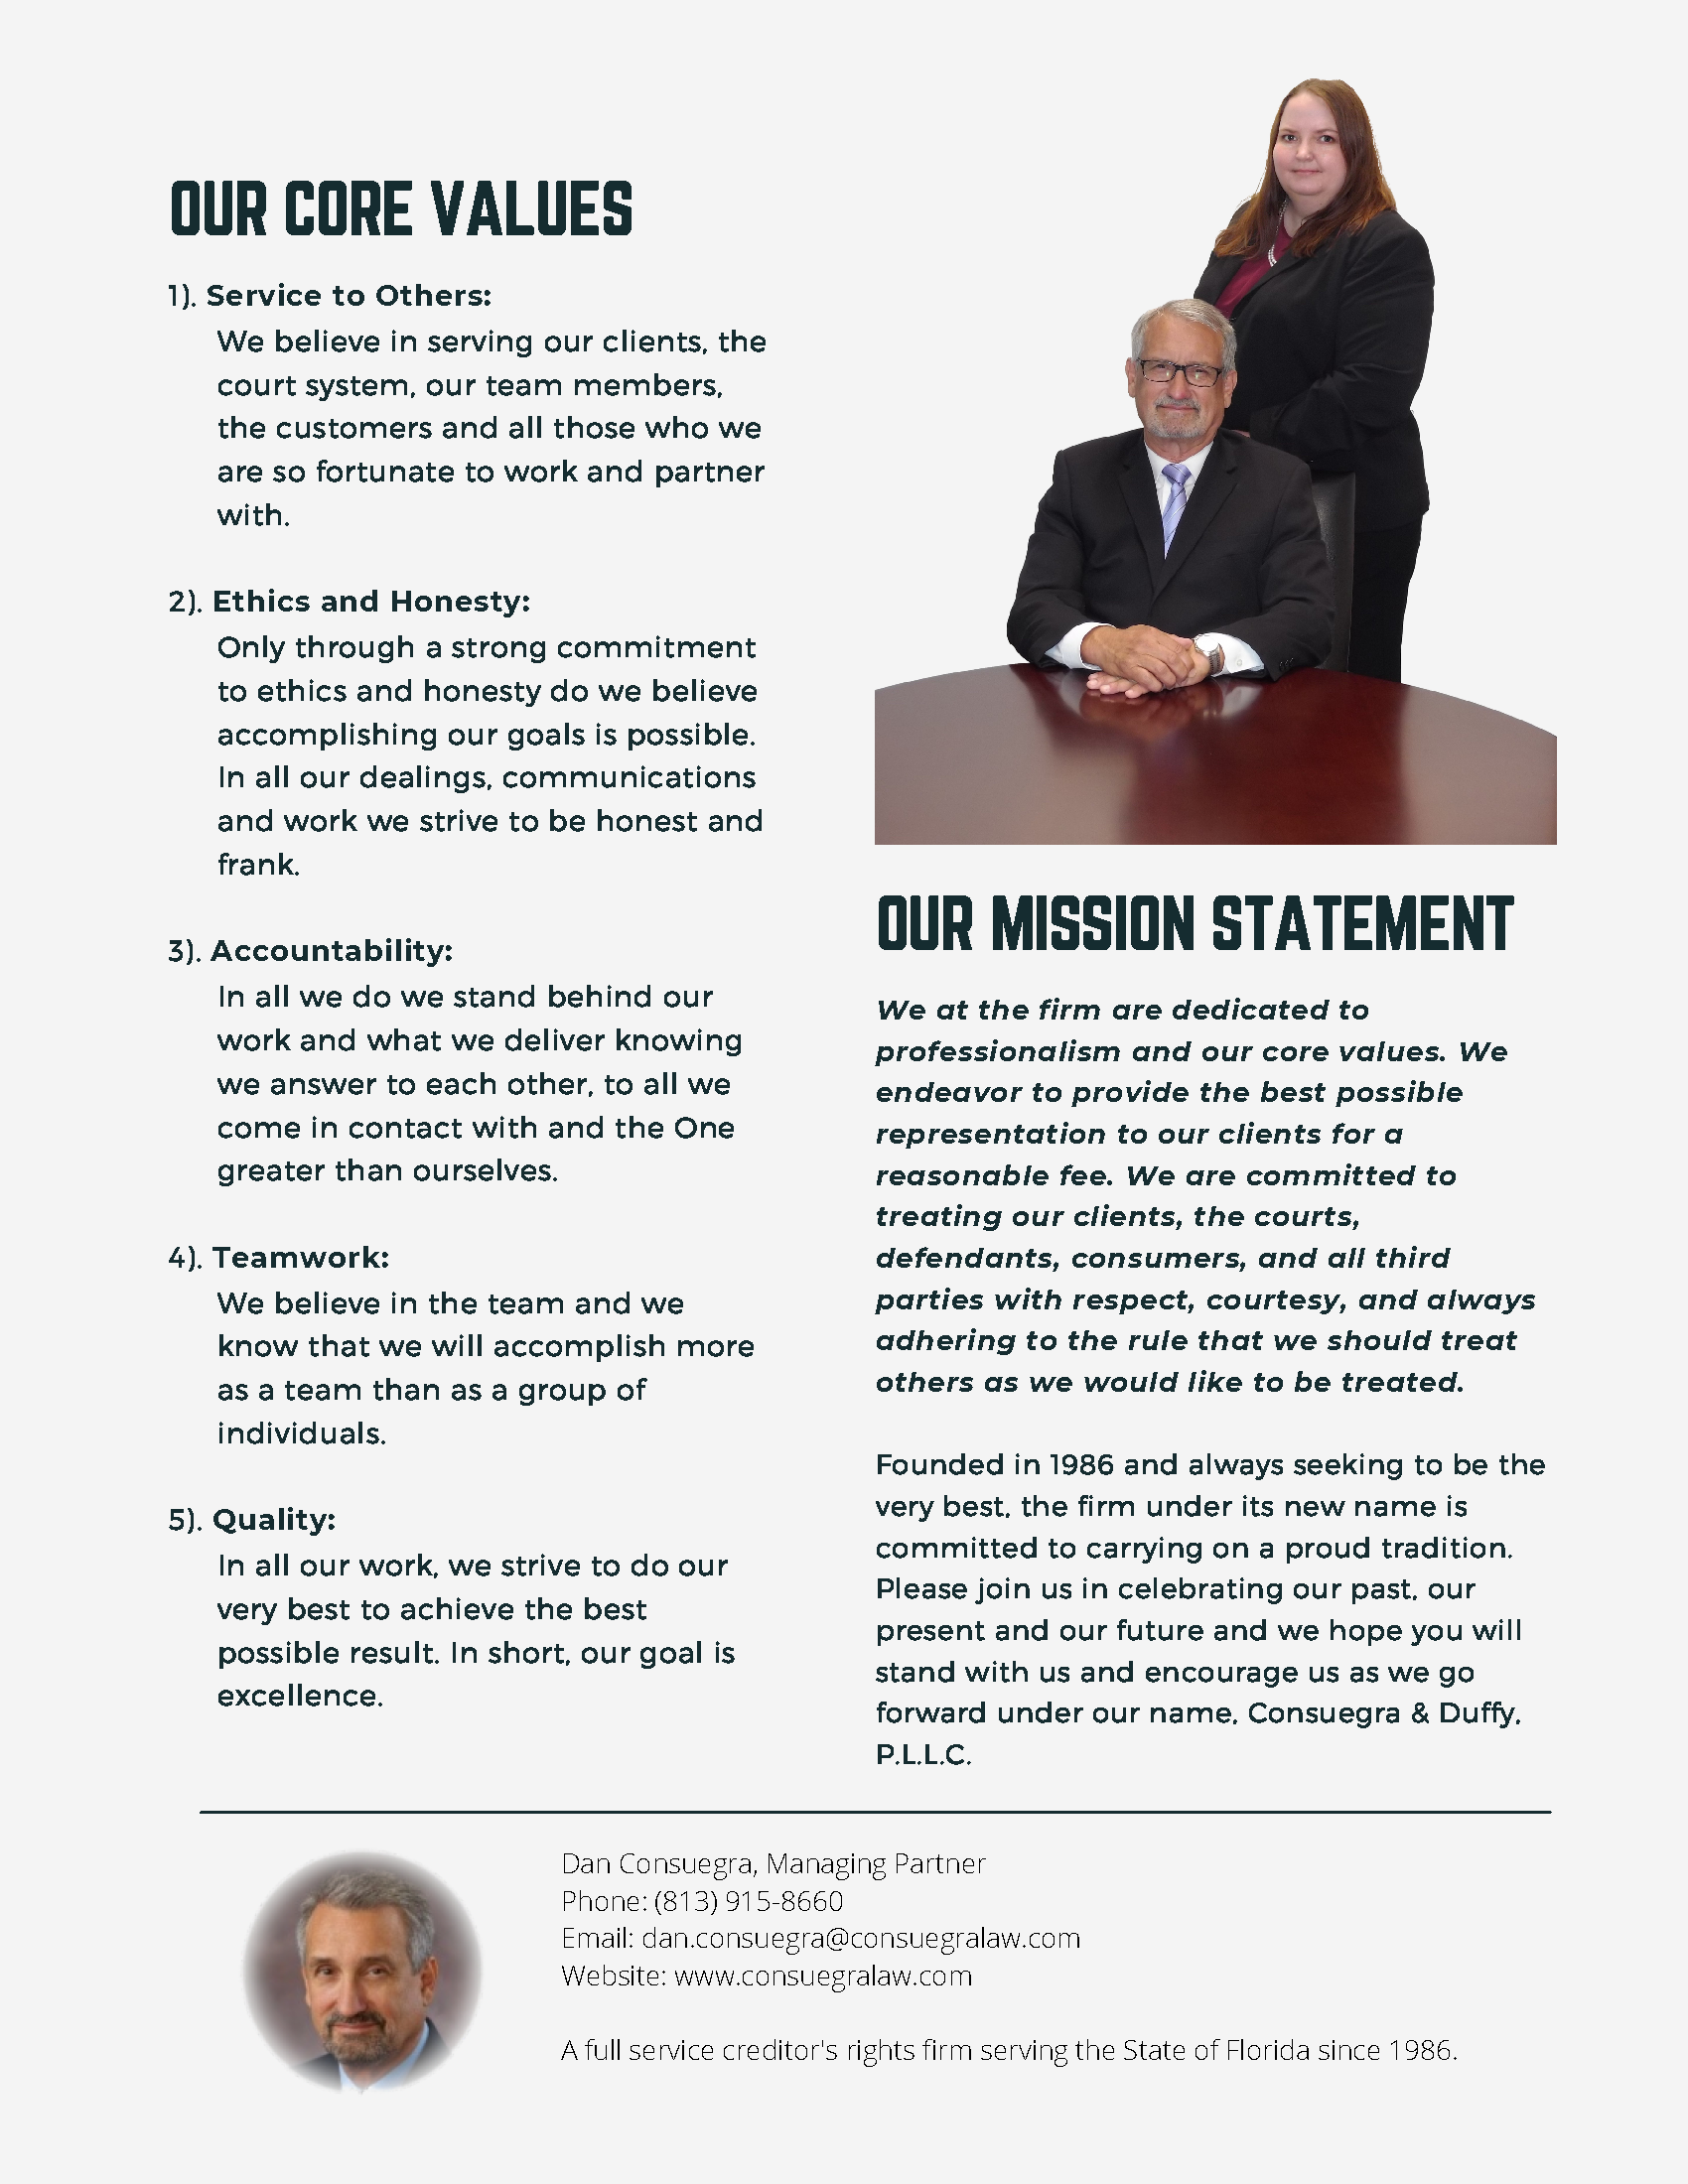 OUR CORE VALUES
1). Service to Others:
We believe in serving our clients, the
court system, our team members,
the customers and all those who we
are so fortunate to work and partner
with.
2). Ethics and Honesty:
Only through a strong commitment
to ethics and honesty do we believe
accomplishing our goals is possible.
In all our dealings, communications
and work we strive to be honest and
frank.
3). Accountability:
In all we do we stand behind our
work and what we deliver knowing
we answer to each other, to all we
come in contact with and the One
greater than ourselves.
4). Teamwork:
We believe in the team and we
know that we will accomplish more
as a team than as a group of
individuals.
5). Quality:
In all our work, we strive to do our
very best to achieve the best
possible result. In short, our goal is
excellence.
OUR MISSION STATEMENT
We at the firm are dedicated to
professionalism and our core values. We
endeavor to provide the best possible
representation to our clients for a
reasonable fee. We are committed to
treating our clients, the courts,
defendants, consumers, and all third
parties with respect, courtesy, and always
adhering to the rule that we should treat
others as we would like to be treated.
Founded in 1986 and always seeking to be the
very best, the firm under its new name is
committed to carrying on a proud tradition.
Please join us in celebrating our past, our
present and our future and we hope you will
stand with us and encourage us as we go
forward under our name, Consuegra & Duffy,
P.L.L.C.
Dan Consuegra, Managing Partner
Phone: (813) 915-8660
Email: dan.consuegra@consuegralaw.com
Website: www.consuegralaw.com
A full service creditor's rights firm serving the State of Florida since 1986.